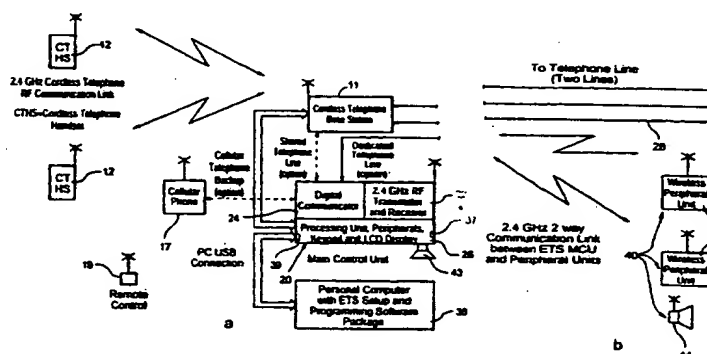 CT
HS
12
2.4 GHz Cordless Telephone
RF Communication Link
CTHS=Cordless Telephone
Handset
CT
HS
12
11
Cordless Telephone
Base Station
To Telephone Line
(Two Lines)
28
Shared
Telephone
Line
(option)
Dedicated
Telephone
Line
(option)
Cellular
Telephone
Backup
(option)
Cellular
Phone
17
Digital
Communicator
2.4 GHz RF
Transmitter
and Receiver
24
37
Processing Unit, Peripherals,
Keypad and LCD Display
39
26
PC USB
Connection
20
Main Control Unit
43
19
Remote
Control
Personal Computer
with ETS Setup and
Programming Software
Package
38
2.4 GHz 2 way
Communication Link
between ETS MCU
and Peripheral Units
Wireless
Peripheral
Unit
40
Wireless
Peripheral
Unit
44
a
b